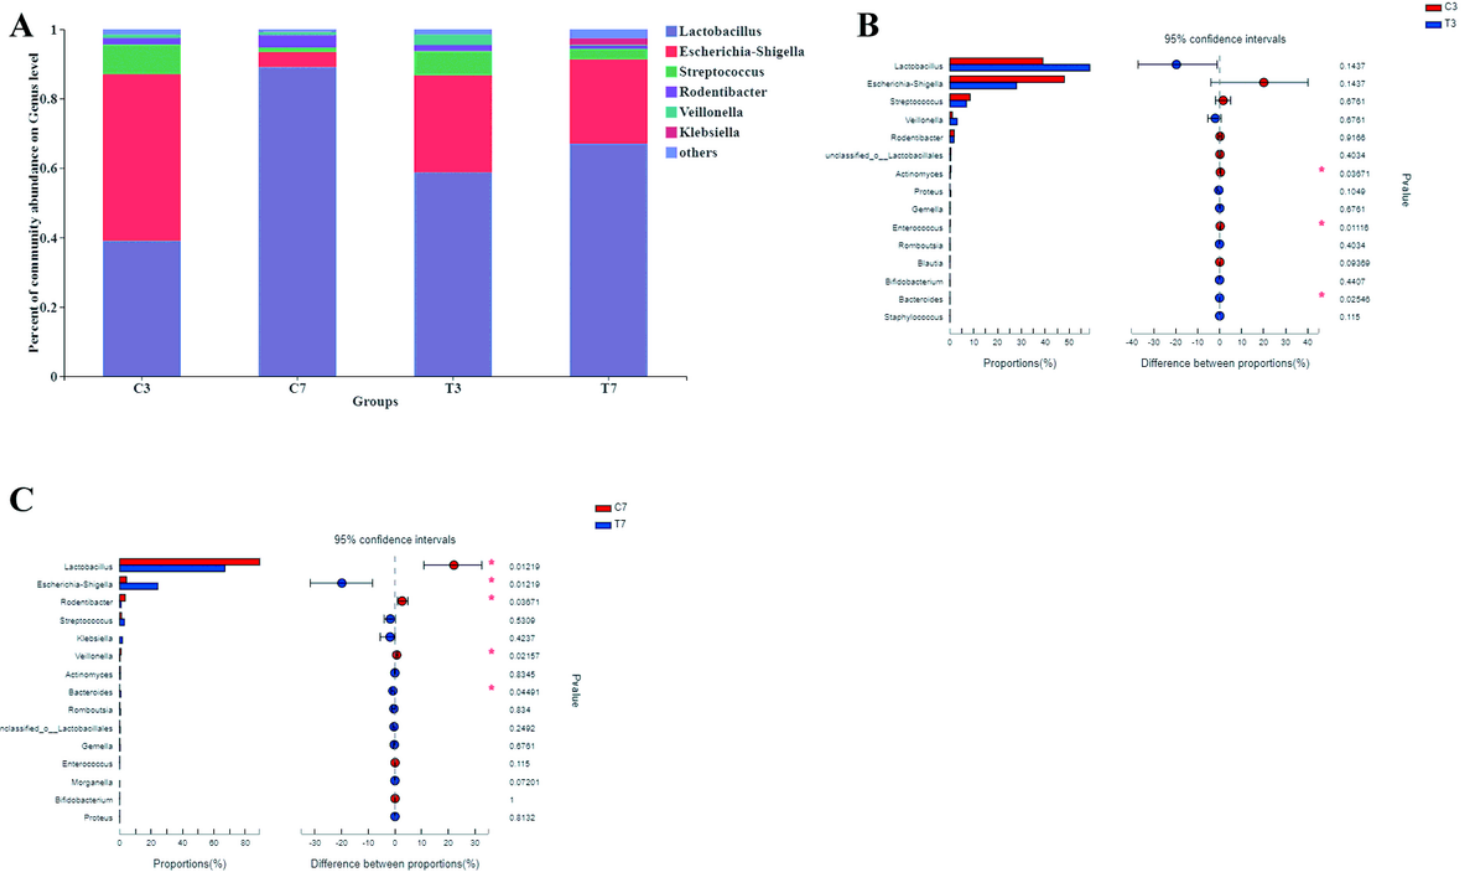 A
Percent of community abundance on Genus level
1
0.8
0.6
0.4
0.2
0
C3
C7
T3
T7
Groups
Lactobacillus
Escherichia-Shigella
Streptococcus
Rodentibacter
Veillonella
Klebsiella
others
B
C3
T3
95% confidence intervals
Lactobacillus 0.1437
Escherichia-Shigella 0.1437
Streptococcus 0.6761
Veillonella 0.6761
Rodentibacter 0.9166
unclassified_o__Lactobacillales 0.4034
Actinomyces * 0.03671
Proteus 0.1049
Gemella 0.6761
Enterococcus * 0.01116
Romboutsia 0.4034
Blautia 0.09369
Bifidobacterium 0.4407
Bacteroides * 0.02546
Staphylococcus 0.115
0 10 20 30 40 50
-40 -30 -20 -10 0 10 20 30 40
Proportions(%)
Difference between proportions(%)
Pvalue
C
C7
T7
95% confidence intervals
Lactobacillus * 0.01219
Escherichia-Shigella * 0.01219
Rodentibacter * 0.03671
Streptococcus 0.5309
Klebsiella 0.4237
Veillonella * 0.02157
Actinomyces 0.8345
Bacteroides * 0.04491
Romboutsia 0.834
nclassified_o__Lactobacillales 0.2492
Gemella 0.6761
Enterococcus 0.115
Morganella 0.07201
Bifidobacterium 1
Proteus 0.8132
0 20 40 60 80
-30 -20 -10 0 10 20 30
Proportions(%)
Difference between proportions(%)
Pvalue